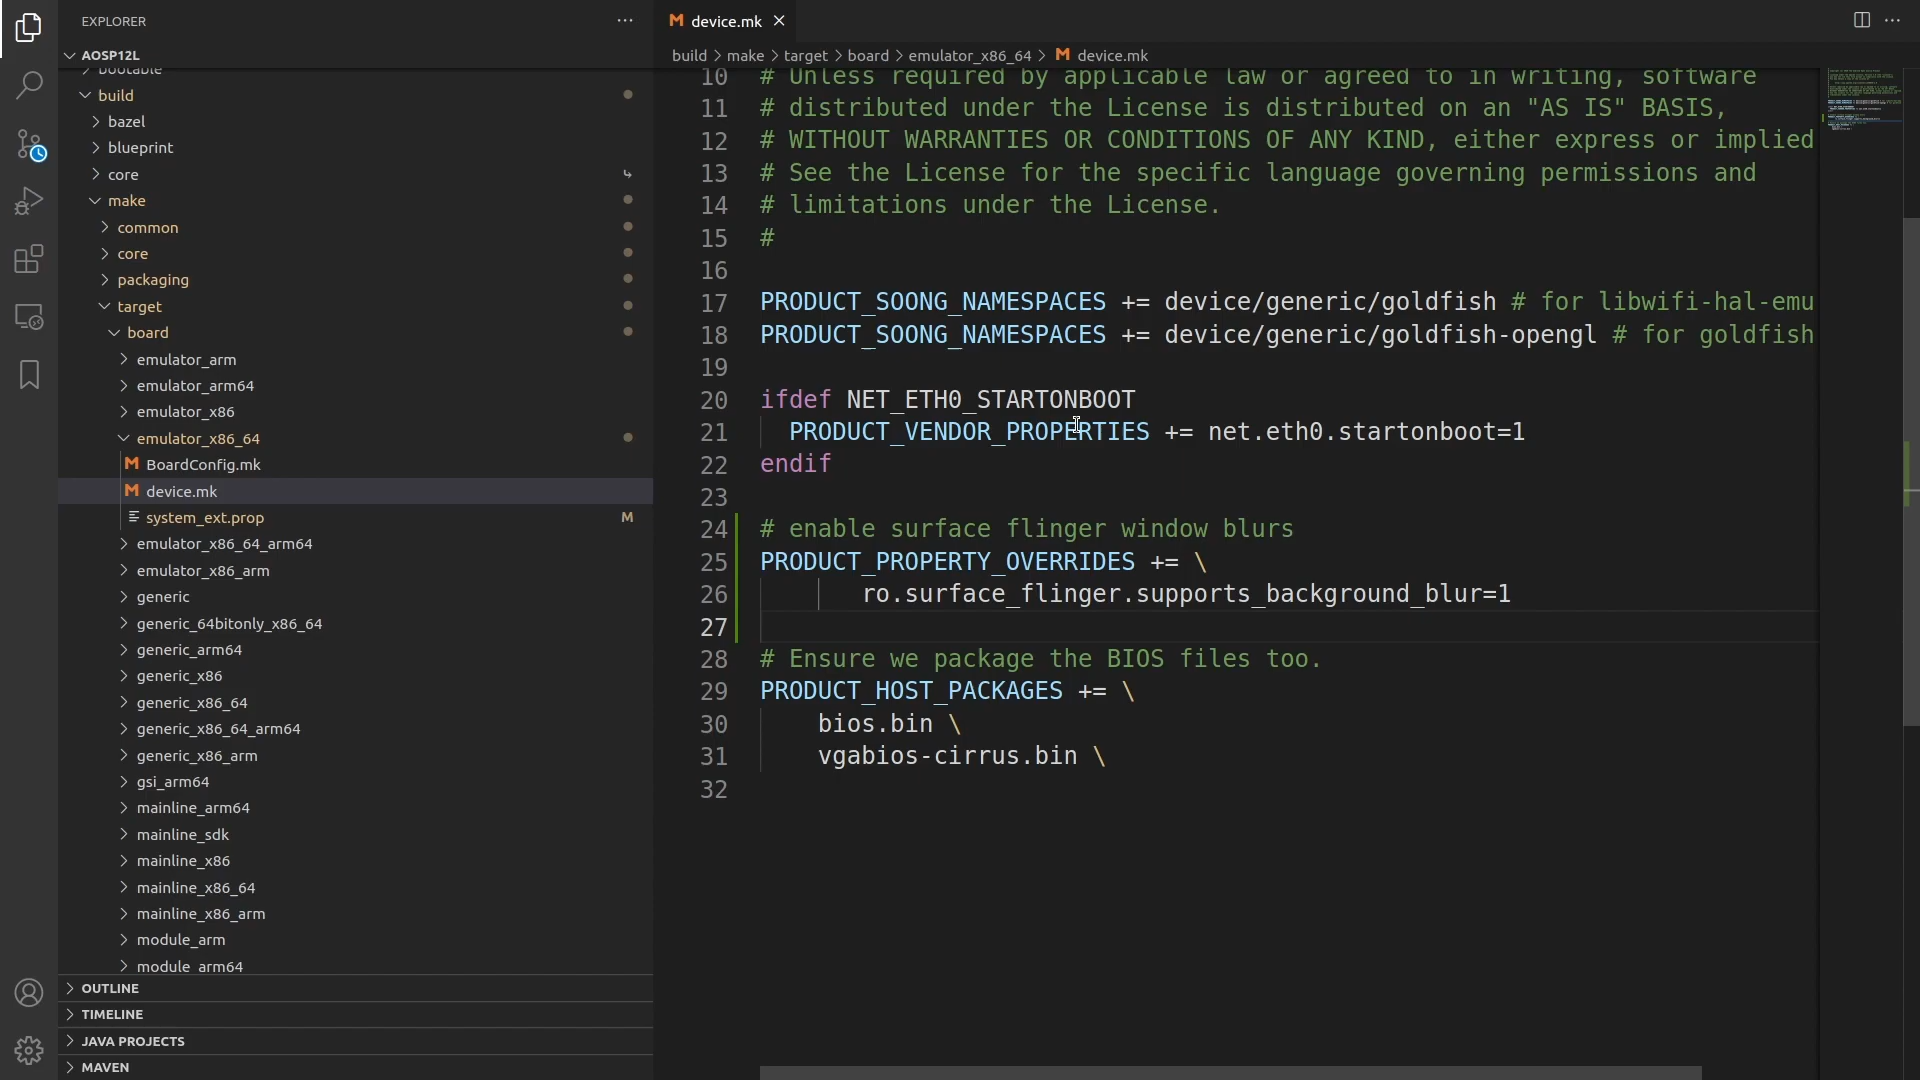 EXPLORER
AOSP12L
bootable
build
bazel
blueprint
core
make
common
core
packaging
target
board
emulator_arm
emulator_arm64
emulator_x86
emulator_x86_64
BoardConfig.mk
device.mk
system_ext.prop M
emulator_x86_64_arm64
emulator_x86_arm
generic
generic_64bitonly_x86_64
generic_arm64
generic_x86
generic_x86_64
generic_x86_64_arm64
generic_x86_arm
gsi_arm64
mainline_arm64
mainline_sdk
mainline_x86
mainline_x86_64
mainline_x86_arm
module_arm
module_arm64
OUTLINE
TIMELINE
JAVA PROJECTS
MAVEN
M device.mk
build > make > target > board > emulator_x86_64 > M device.mk
10 # Unless required by applicable law or agreed to in writing, software
11 # distributed under the License is distributed on an "AS IS" BASIS,
12 # WITHOUT WARRANTIES OR CONDITIONS OF ANY KIND, either express or implied
13 # See the License for the specific language governing permissions and
14 # limitations under the License.
15 #
16
17 PRODUCT_SOONG_NAMESPACES += device/generic/goldfish # for libwifi-hal-emu
18 PRODUCT_SOONG_NAMESPACES += device/generic/goldfish-opengl # for goldfish
19
20 ifdef NET_ETH0_STARTONBOOT
21 PRODUCT_VENDOR_PROPERTIES += net.eth0.startonboot=1
22 endif
23
24 # enable surface flinger window blurs
25 PRODUCT_PROPERTY_OVERRIDES += \
26 ro.surface_flinger.supports_background_blur=1
27
28 # Ensure we package the BIOS files too.
29 PRODUCT_HOST_PACKAGES += \
30 bios.bin \
31 vgabios-cirrus.bin \
32